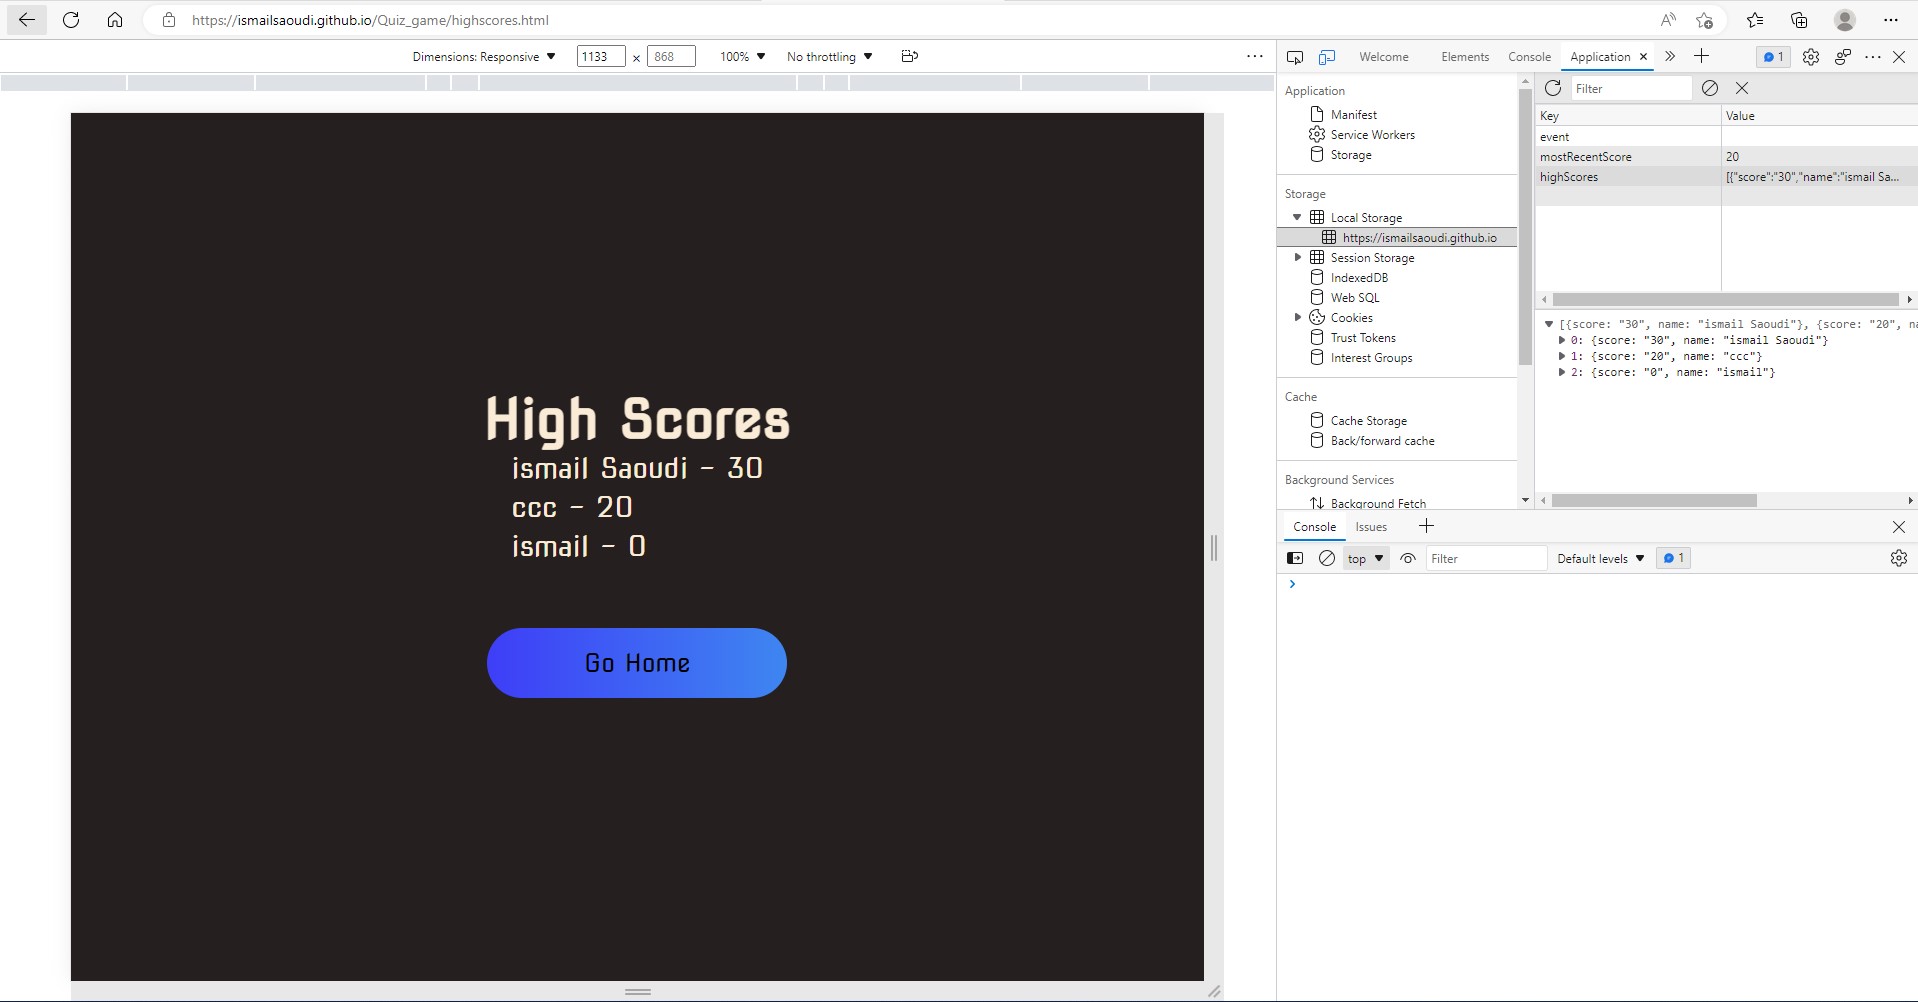 https://ismailsaoudi.github.io/Quiz_game/highscores.html
Dimensions: Responsive 1133 × 868 100% No throttling
High Scores
ismail Saoudi - 30
ccc - 20
ismail - 0
Go Home
Welcome Elements Console Application 1
Application
Manifest
Service Workers
Storage
Storage
Local Storage
https://ismailsaoudi.github.io
Session Storage
IndexedDB
Web SQL
Cookies
Trust Tokens
Interest Groups
Cache
Cache Storage
Back/forward cache
Background Services
Background Fetch
Filter
Key Value
event
mostRecentScore 20
highScores [{"score":"30","name":"ismail Sa...
[{score: "30", name: "ismail Saoudi"}, {score: "20", na
0: {score: "30", name: "ismail Saoudi"}
1: {score: "20", name: "ccc"}
2: {score: "0", name: "ismail"}
Console Issues
top Filter Default levels 1